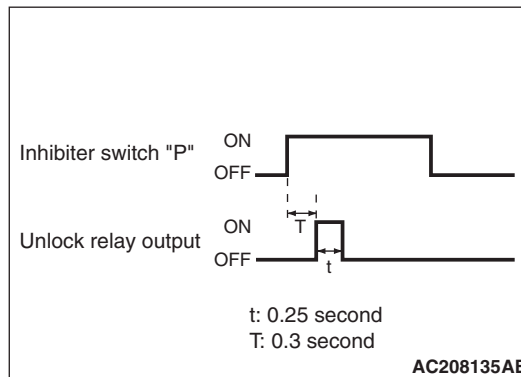 Inhibiter switch "P"
ON
OFF
T
Unlock relay output
ON
OFF
t
t: 0.25 second
T: 0.3 second
AC208135AB